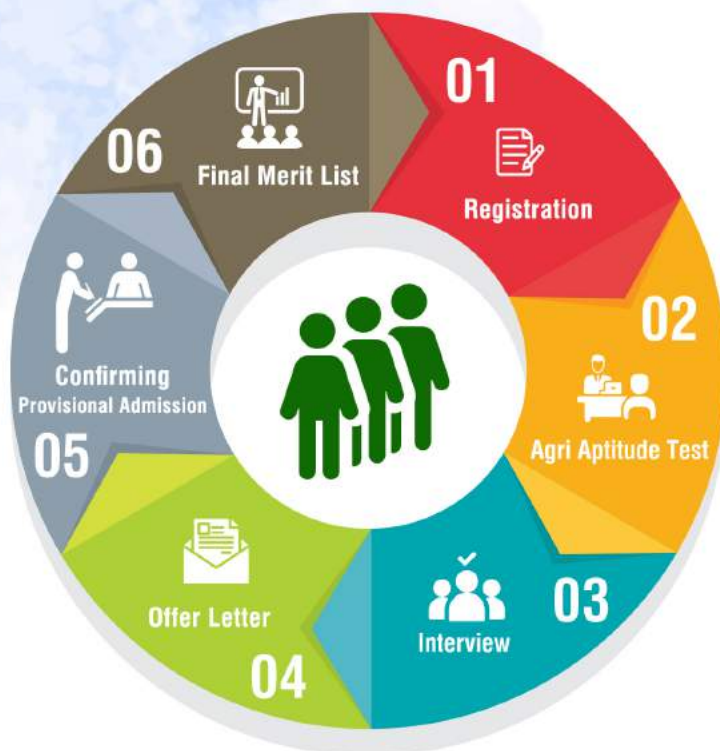 01
Registration
02
Agri Aptitude Test
03
Interview
04
Offer Letter
05
Confirming
Provisional Admission
06
Final Merit List